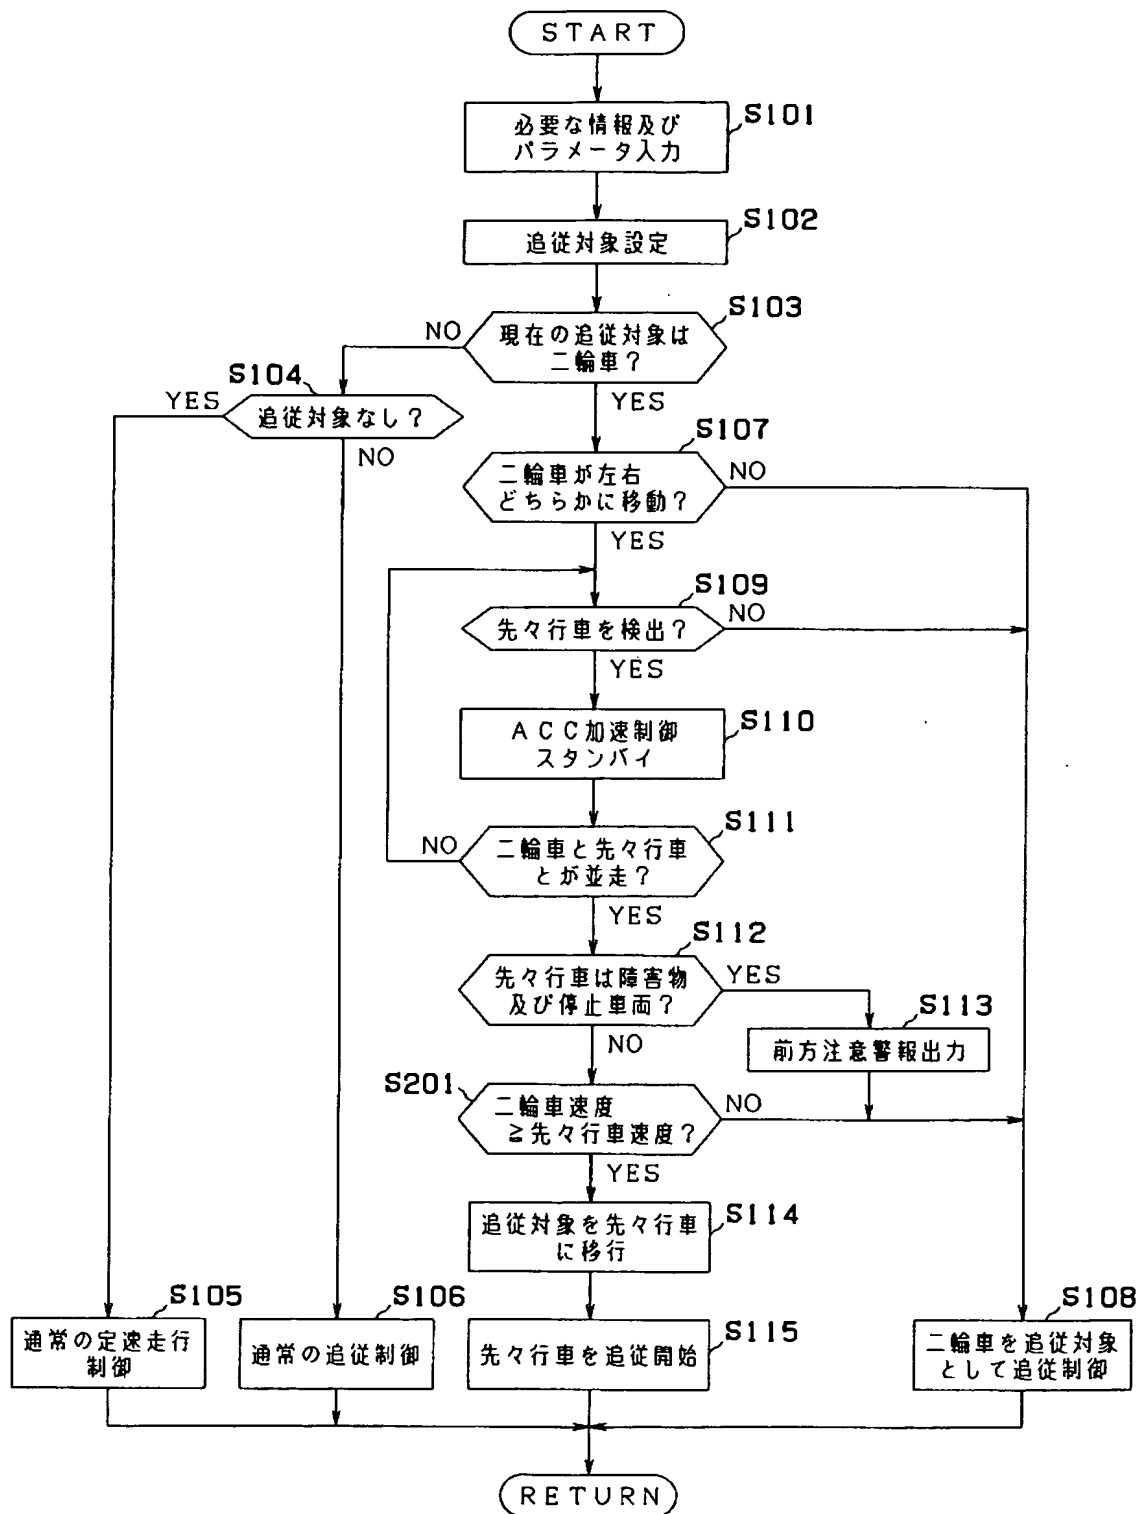 START
S101
必要な情報及び
パラメータ入力
S102
追従対象設定
S103
NO
現在の追従対象は
二輪車?
S104
YES
YES
追従対象なし?
NO
S107
二輪車が左右
どちらかに移動?
NO
YES
S109
先々行車を検出?
NO
YES
S110
ACC加速制御
スタンバイ
S111
NO
二輪車と先々行車
とが並走?
YES
S112
先々行車は障害物
及び停止車両?
YES
S113
前方注意警報出力
NO
S201
二輪車速度
≧先々行車速度?
NO
YES
S114
追従対象を先々行車
に移行
S105
通常の定速走行
制御
S106
通常の追従制御
S115
先々行車を追従開始
S108
二輪車を追従対象
として追従制御
RETURN